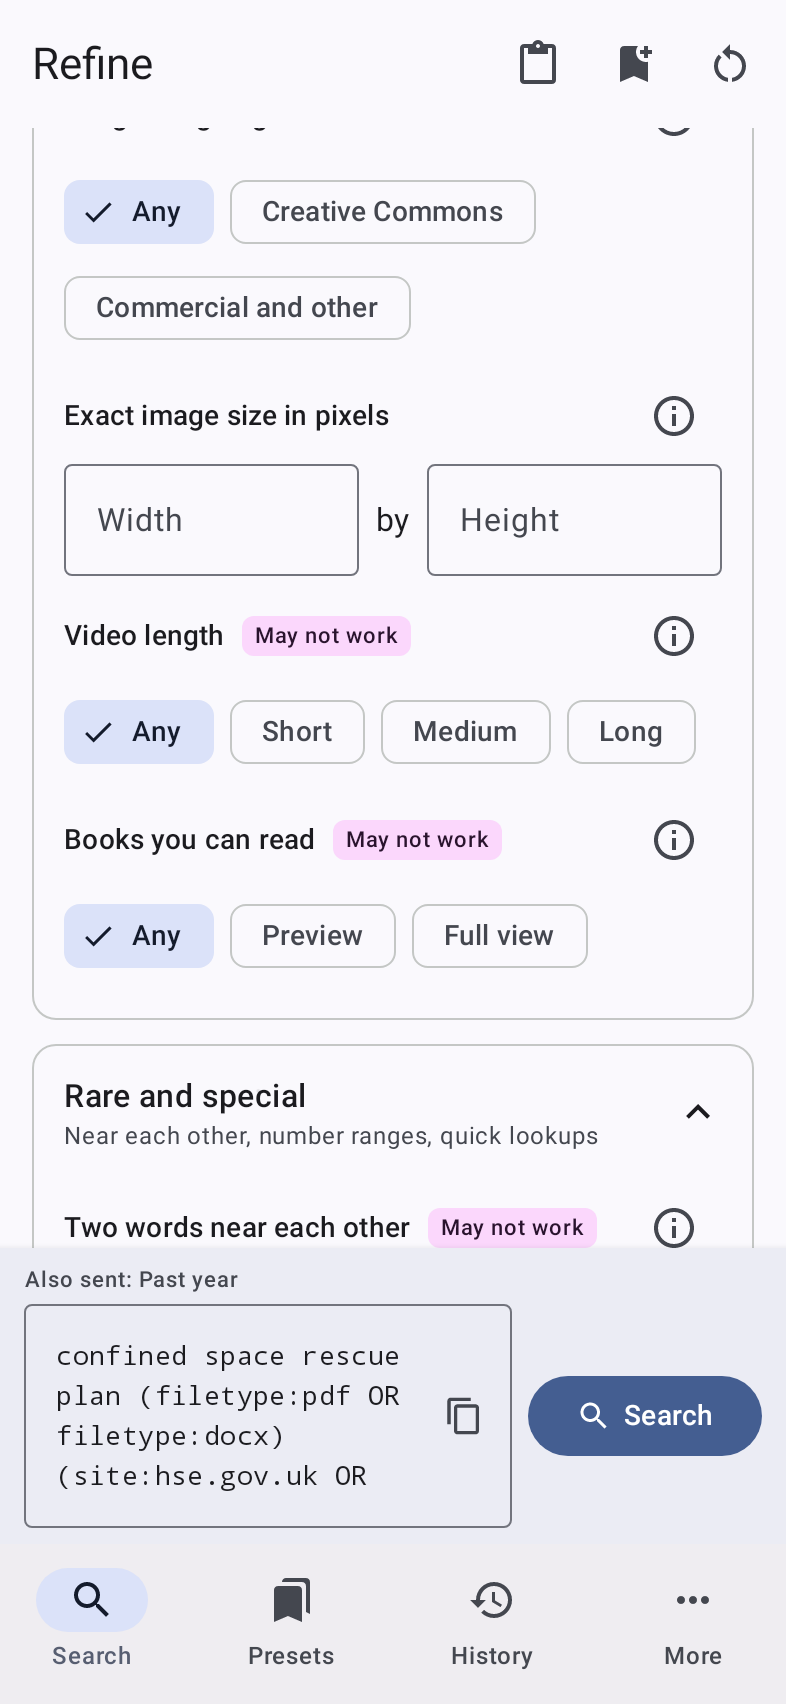 Refine
Any
Creative Commons
Commercial and other
Exact image size in pixels
Width
by
Height
Video length
May not work
Any
Short
Medium
Long
Books you can read
May not work
Any
Preview
Full view
Rare and special
Near each other, number ranges, quick lookups
Two words near each other
May not work
Also sent: Past year
confined space rescue
plan (filetype:pdf OR
filetype:docx)
(site:hse.gov.uk OR
Search
Search
Presets
History
More